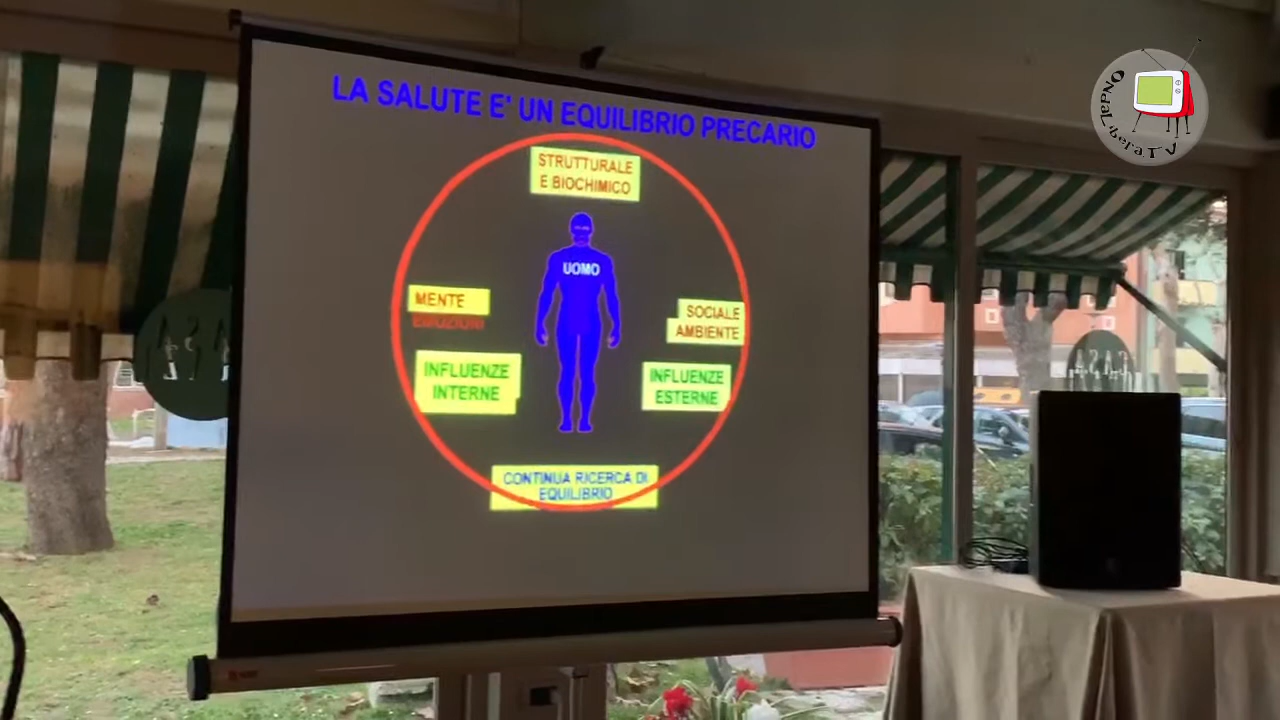 LA SALUTE E' UN EQUILIBRIO PRECARIO
STRUTTURALE
E BIOCHIMICO
UOMO
MENTE
EMOZIONI
SOCIALE
AMBIENTE
INFLUENZE
INTERNE
INFLUENZE
ESTERNE
CONTINUA RICERCA DI
EQUILIBRIO
OndaLiberaTV
CASA